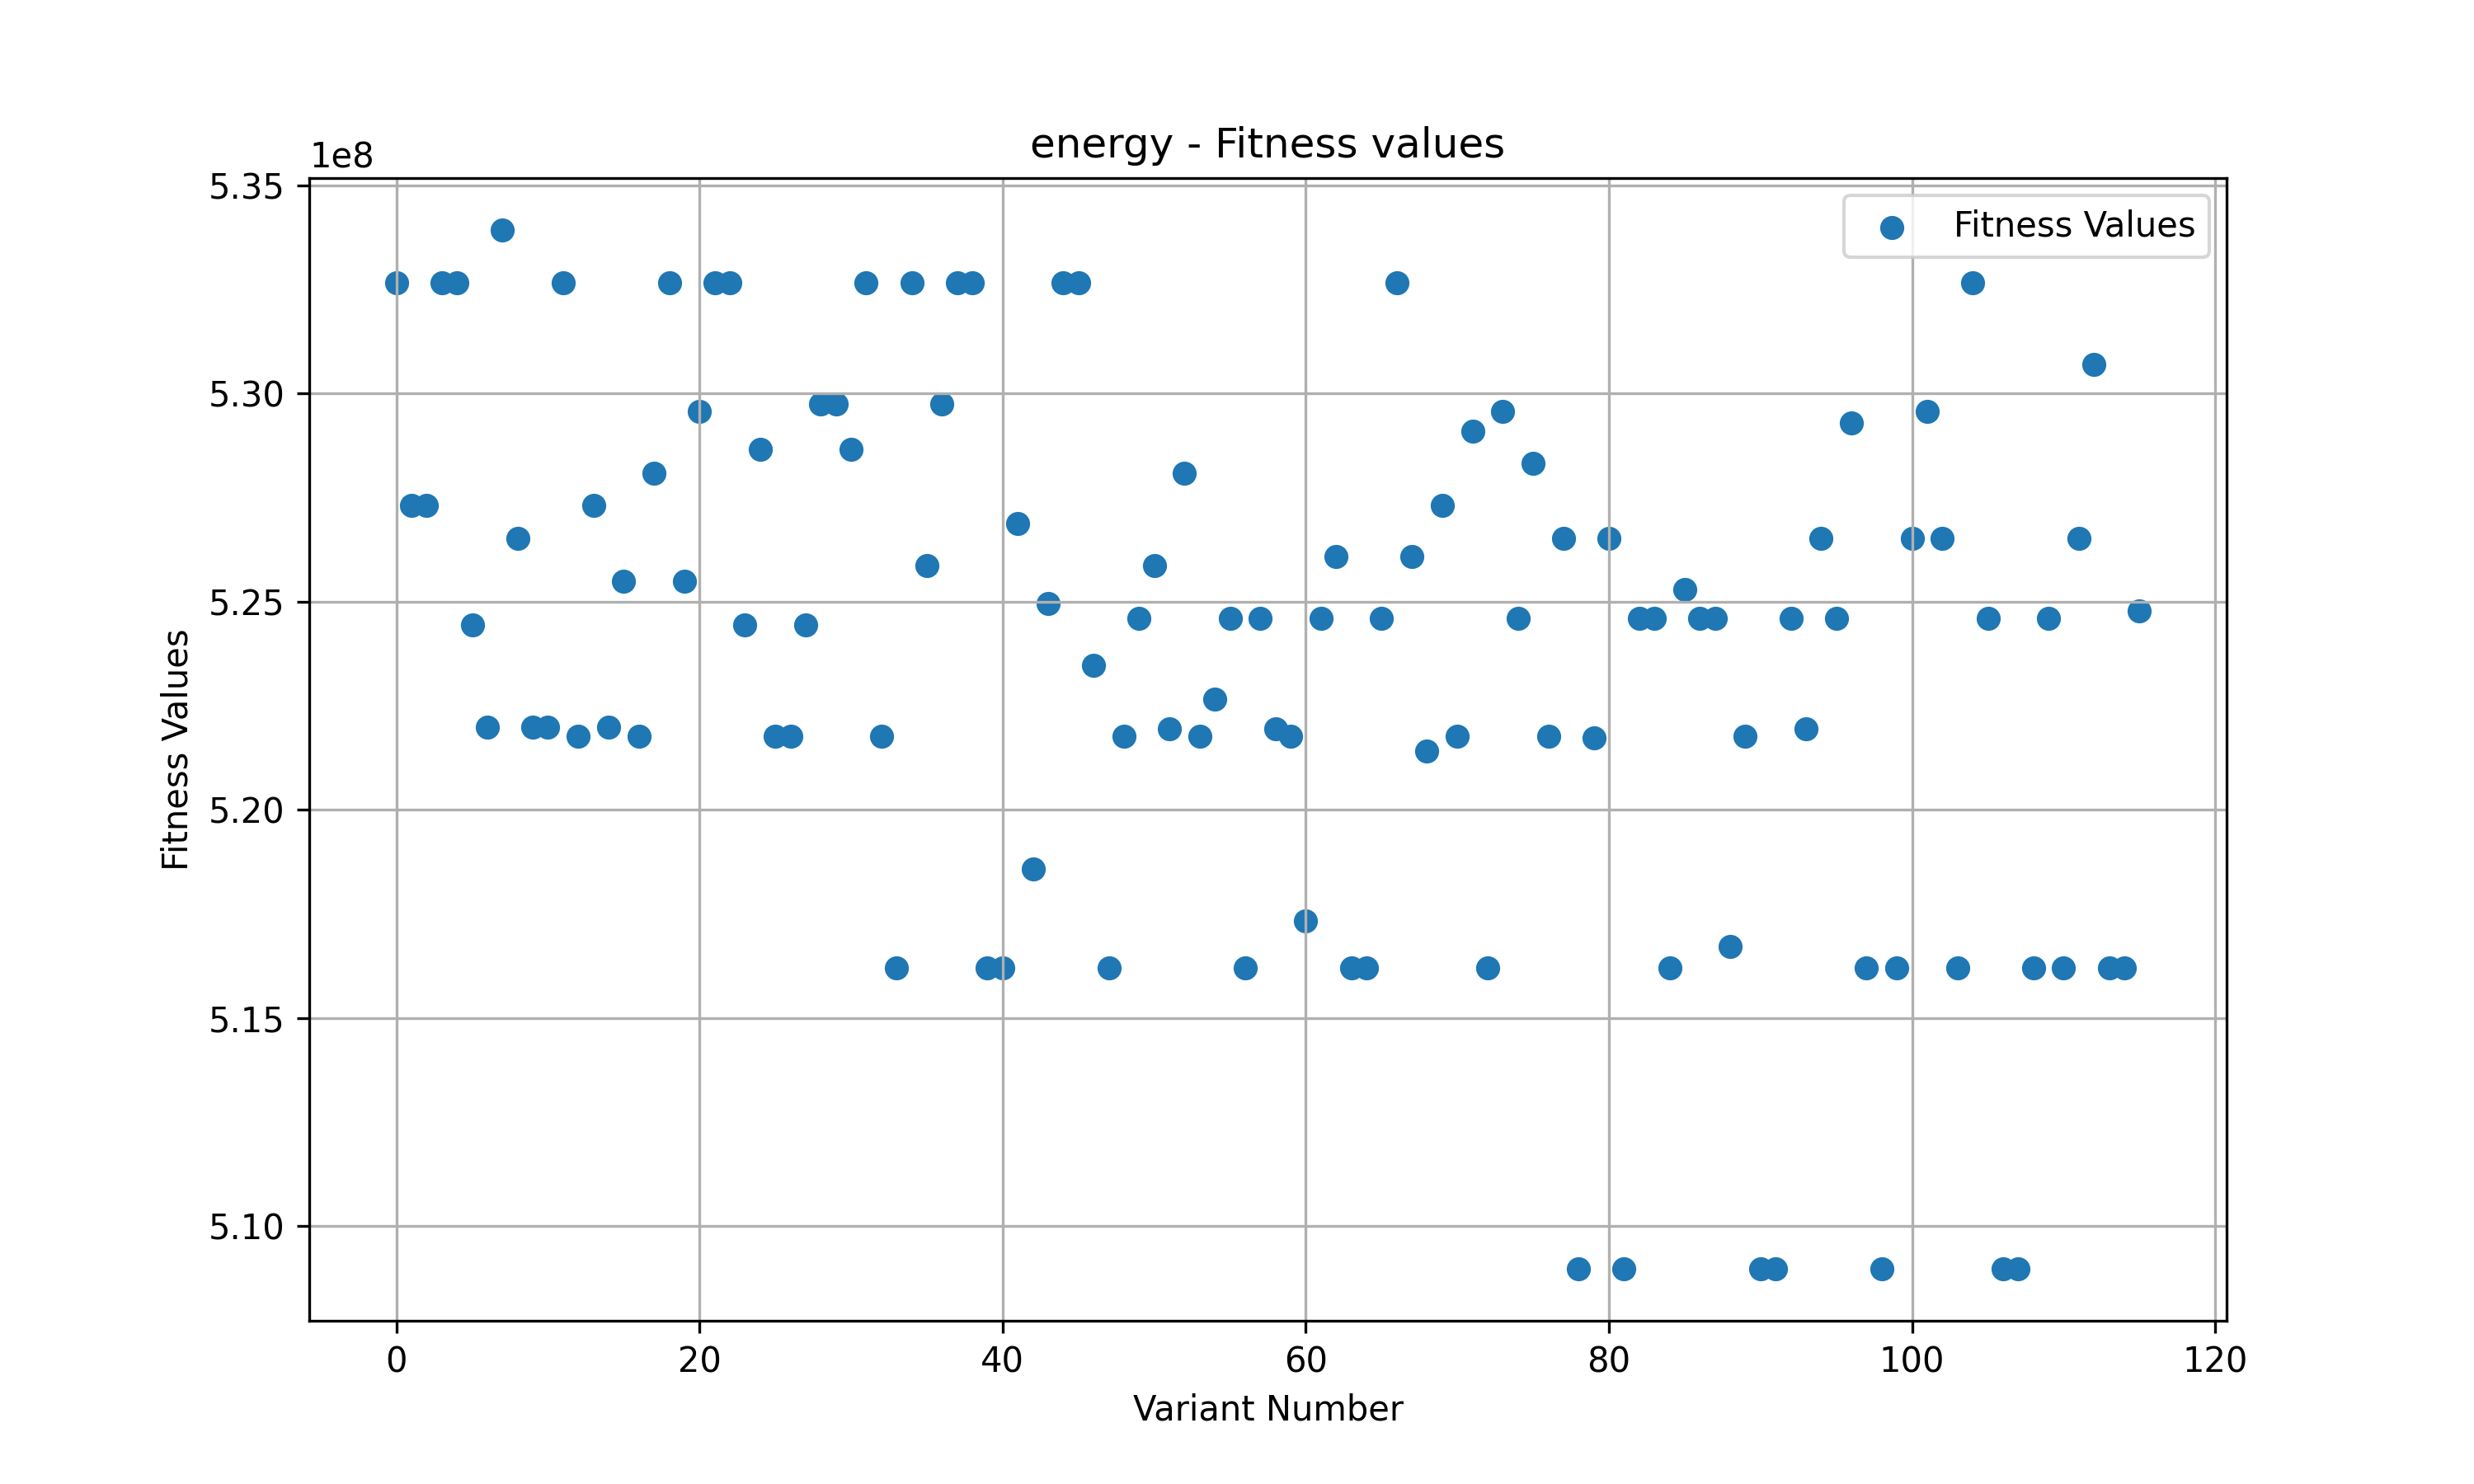 energy - Fitness values
1e8
5.35
5.30
5.25
5.20
5.15
5.10
Fitness Values
Fitness Values
0 20 40 60 80 100 120
Variant Number